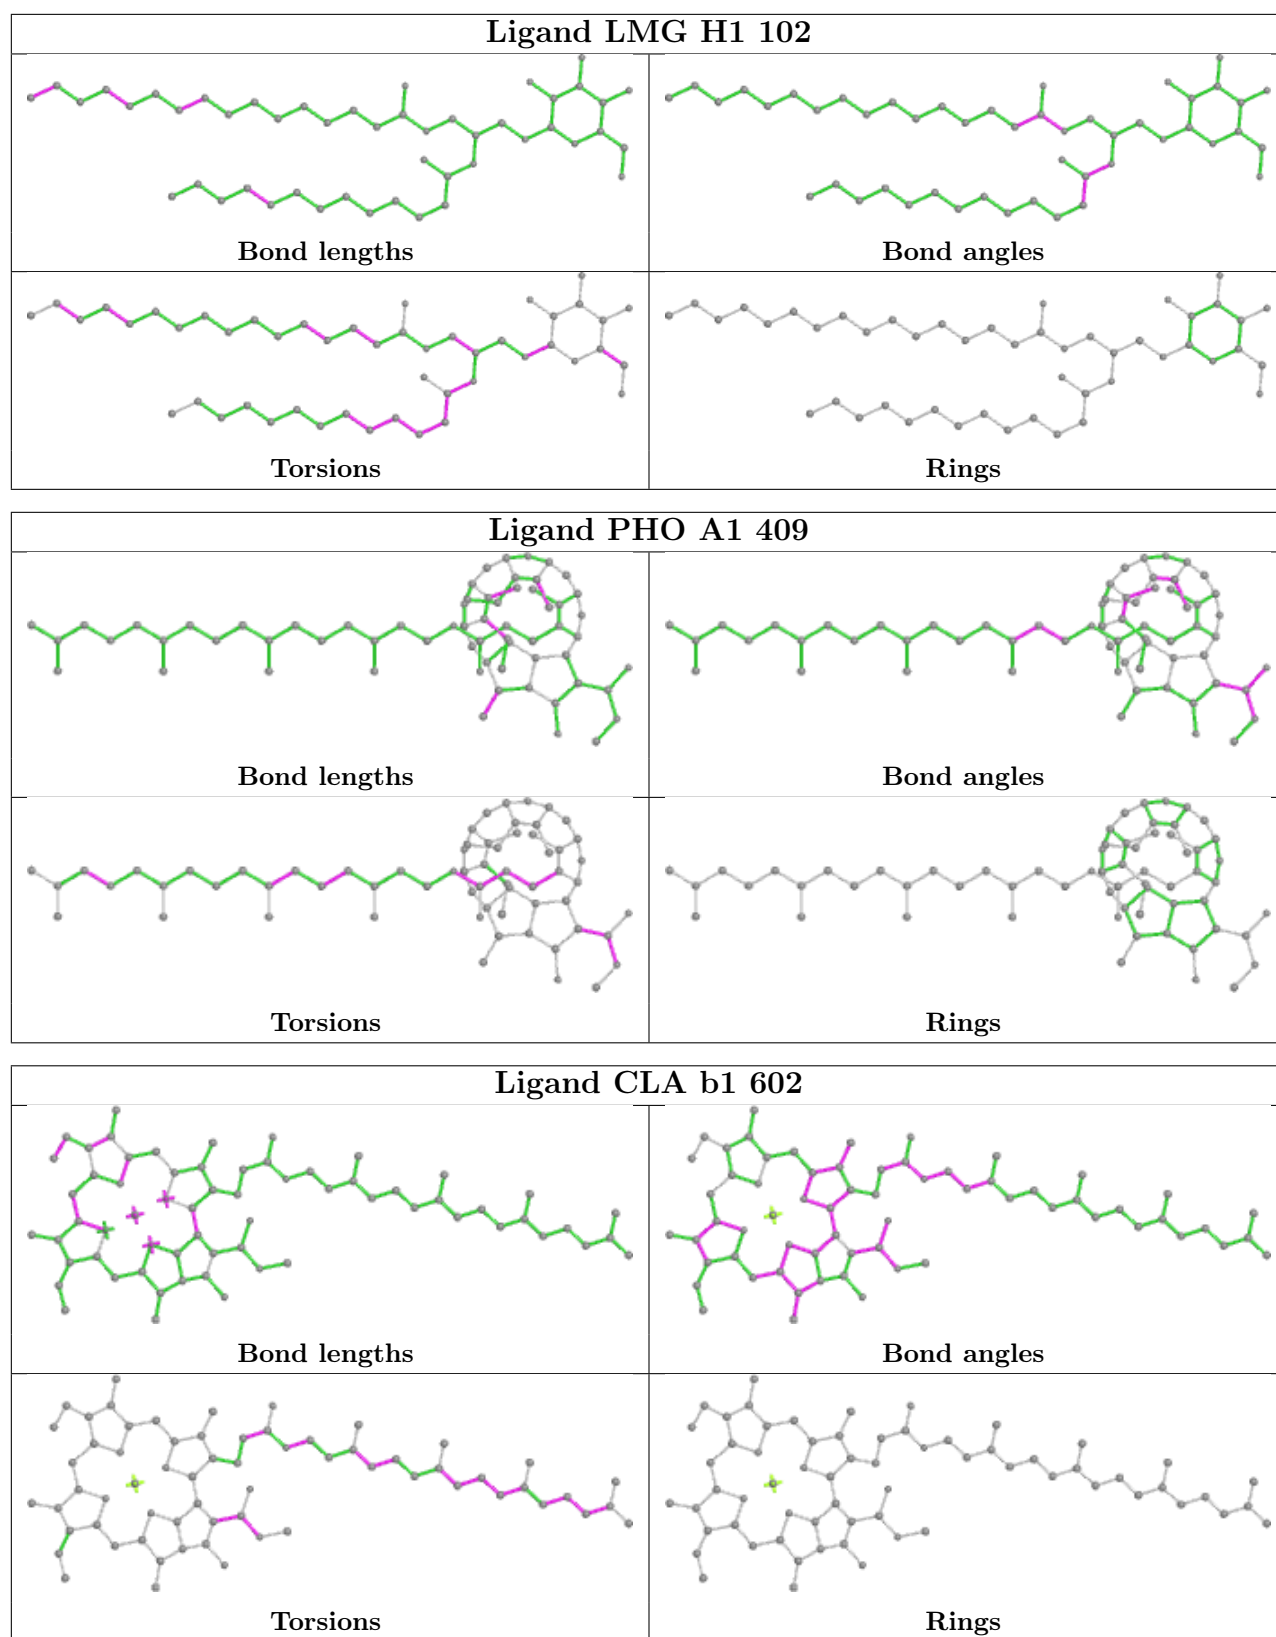 Ligand LMG H1 102
Bond lengths
Bond angles
Torsions
Rings
Ligand PHO A1 409
Bond lengths
Bond angles
Torsions
Rings
Ligand CLA b1 602
Bond lengths
Bond angles
Torsions
Rings